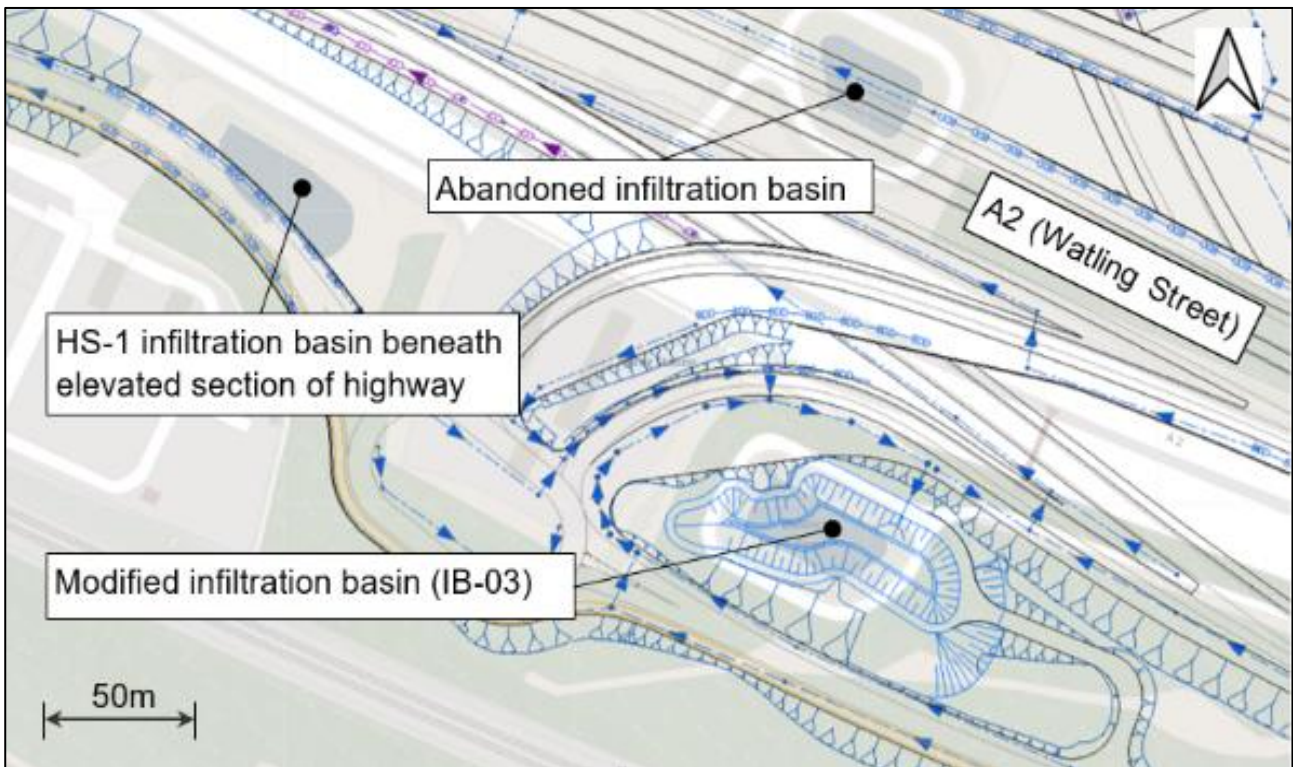 Abandoned infiltration basin
A2 (Watling Street)
HS-1 infiltration basin beneath
elevated section of highway
Modified infiltration basin (IB-03)
A 2
50m